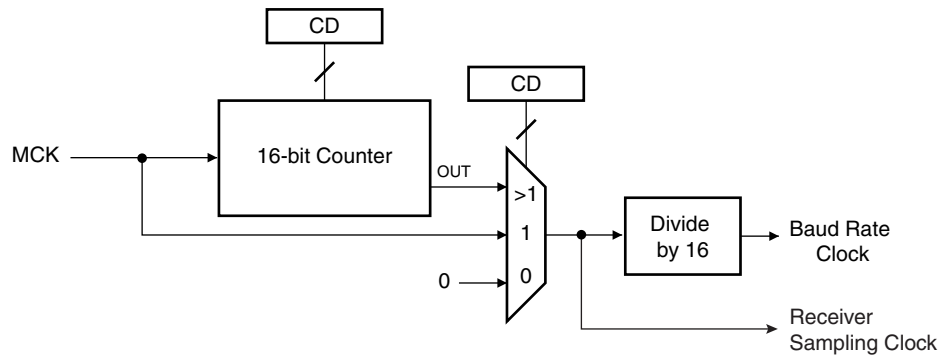 CD
CD
MCK
16-bit Counter
OUT
>1
1
0
0
Divide
by 16
Baud Rate
Clock
Receiver
Sampling Clock